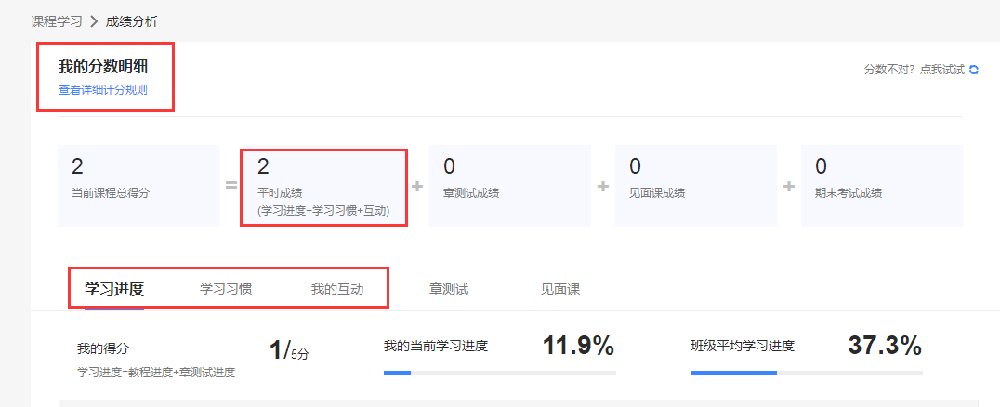 课程学习 > 成绩分析
我的分数明细
查看详细计分规则
分数不对? 点我试试
2
当前课程总得分
=
2
平时成绩
(学习进度+学习习惯+互动)
+
0
章测试成绩
+
0
见面课成绩
+
0
期末考试成绩
学习进度 学习习惯 我的互动 章测试 见面课
我的得分 1/5分
学习进度=教程进度+章测试进度
我的当前学习进度 11.9%
班级平均学习进度 37.3%